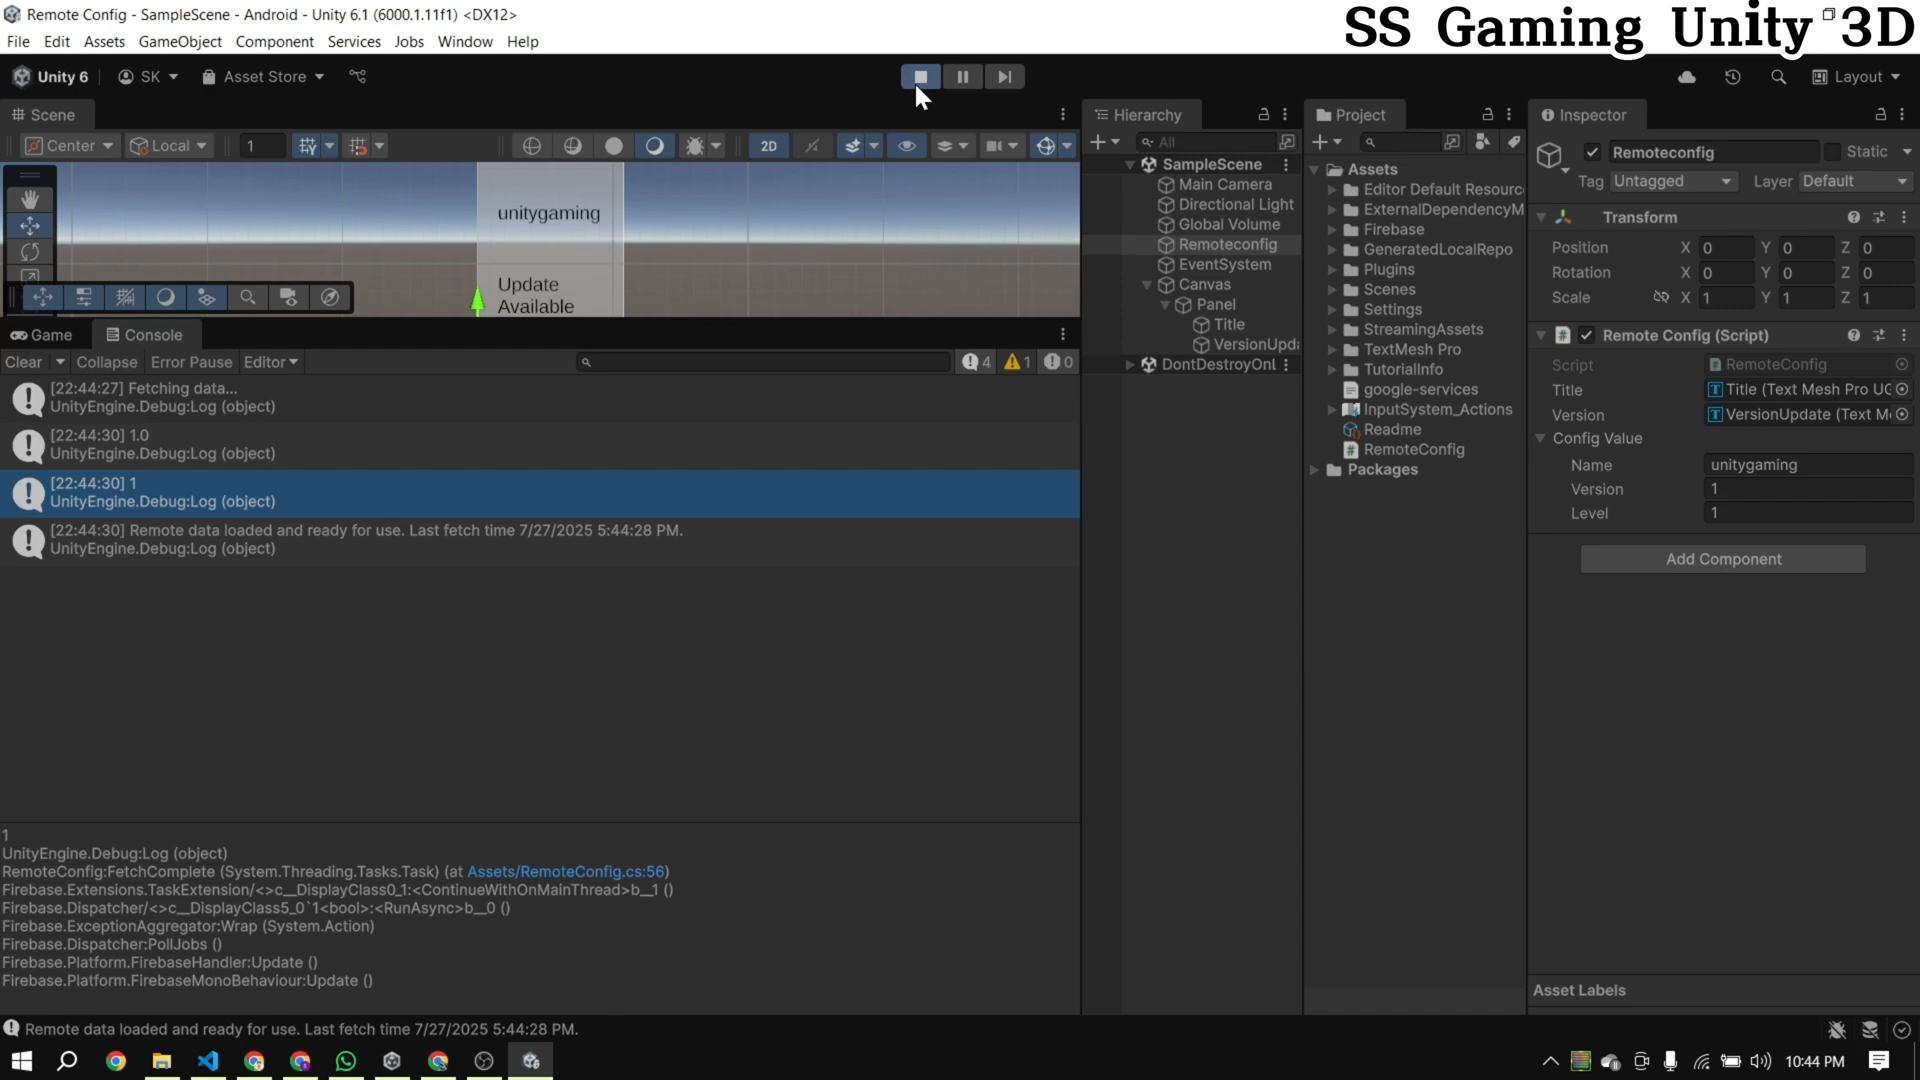 Remote Config - SampleScene - Android - Unity 6.1 (6000.1.11f1) <DX12>
SS Gaming Unity 3D
File Edit Assets GameObject Component Services Jobs Window Help
Unity 6 SK Asset Store Layout
Scene
Center Local 1 2D
unitygaming
Update
Available
Game Console
Clear Collapse Error Pause Editor 4 1 0
[22:44:27] Fetching data...
UnityEngine.Debug:Log (object)
[22:44:30] 1.0
UnityEngine.Debug:Log (object)
[22:44:30] 1
UnityEngine.Debug:Log (object)
[22:44:30] Remote data loaded and ready for use. Last fetch time 7/27/2025 5:44:28 PM.
UnityEngine.Debug:Log (object)
1
UnityEngine.Debug:Log (object)
RemoteConfig:FetchComplete (System.Threading.Tasks.Task) (at Assets/RemoteConfig.cs:56)
Firebase.Extensions.TaskExtension/<>c__DisplayClass0_1:<ContinueWithOnMainThread>b__1 ()
Firebase.Dispatcher/<>c__DisplayClass5_0`1<bool>:<RunAsync>b__0 ()
Firebase.ExceptionAggregator:Wrap (System.Action)
Firebase.Dispatcher:PollJobs ()
Firebase.Platform.FirebaseHandler:Update ()
Firebase.Platform.FirebaseMonoBehaviour:Update ()
Hierarchy
All
SampleScene
Main Camera
Directional Light
Global Volume
Remoteconfig
EventSystem
Canvas
Panel
Title
VersionUpd
DontDestroyOnL
Project
Assets
Editor Default Resourc
ExternalDependencyM
Firebase
GeneratedLocalRepo
Plugins
Scenes
Settings
StreamingAssets
TextMesh Pro
TutorialInfo
google-services
InputSystem_Actions
Readme
RemoteConfig
Packages
Inspector
Remoteconfig Static
Tag Untagged Layer Default
Transform
Position X 0 Y 0 Z 0
Rotation X 0 Y 0 Z 0
Scale X 1 Y 1 Z 1
Remote Config (Script)
Script RemoteConfig
Title Title (Text Mesh Pro UG
Version VersionUpdate (Text M
Config Value
Name unitygaming
Version 1
Level 1
Add Component
Asset Labels
Remote data loaded and ready for use. Last fetch time 7/27/2025 5:44:28 PM.
10:44 PM